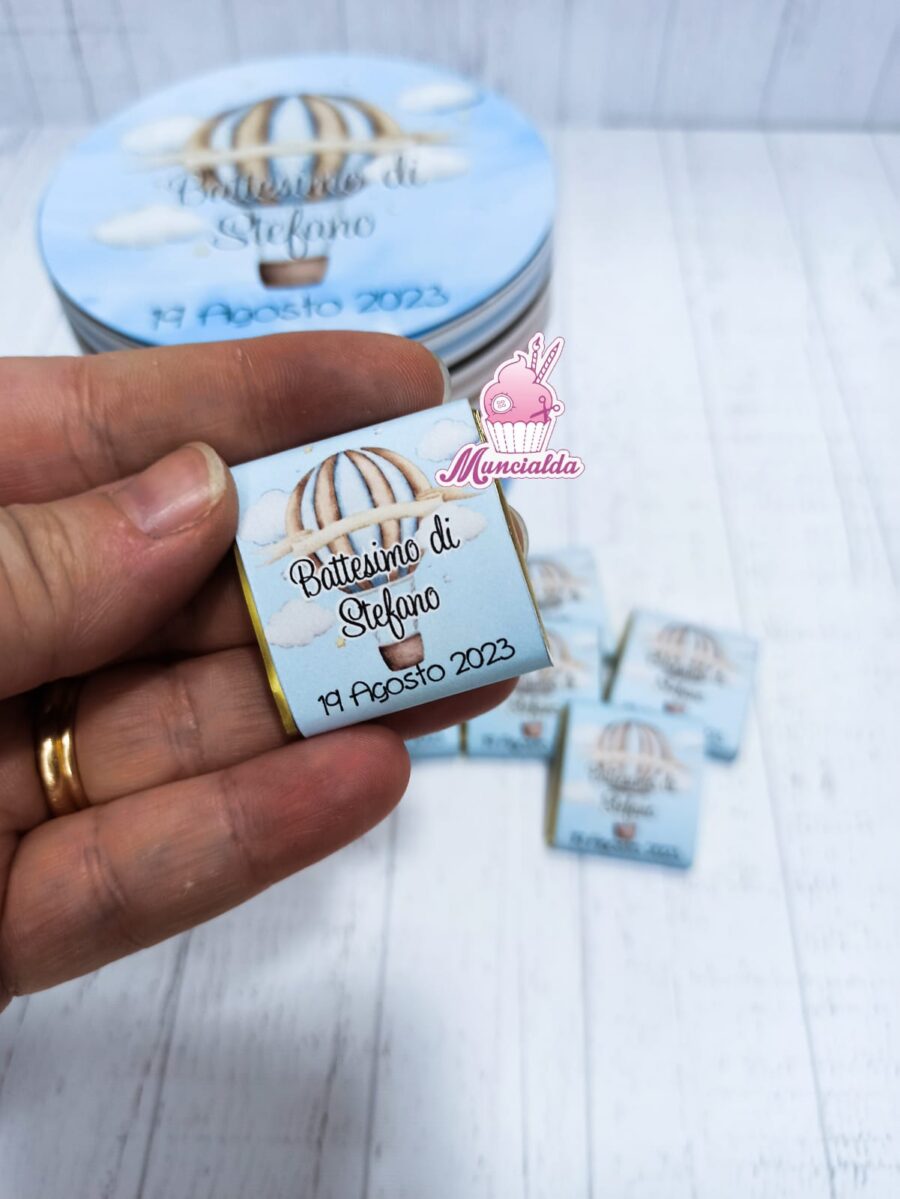 Battesimo di
Stefano
19 Agosto 2023
Muncialda
Battesimo di
Stefano
19 Agosto 2023